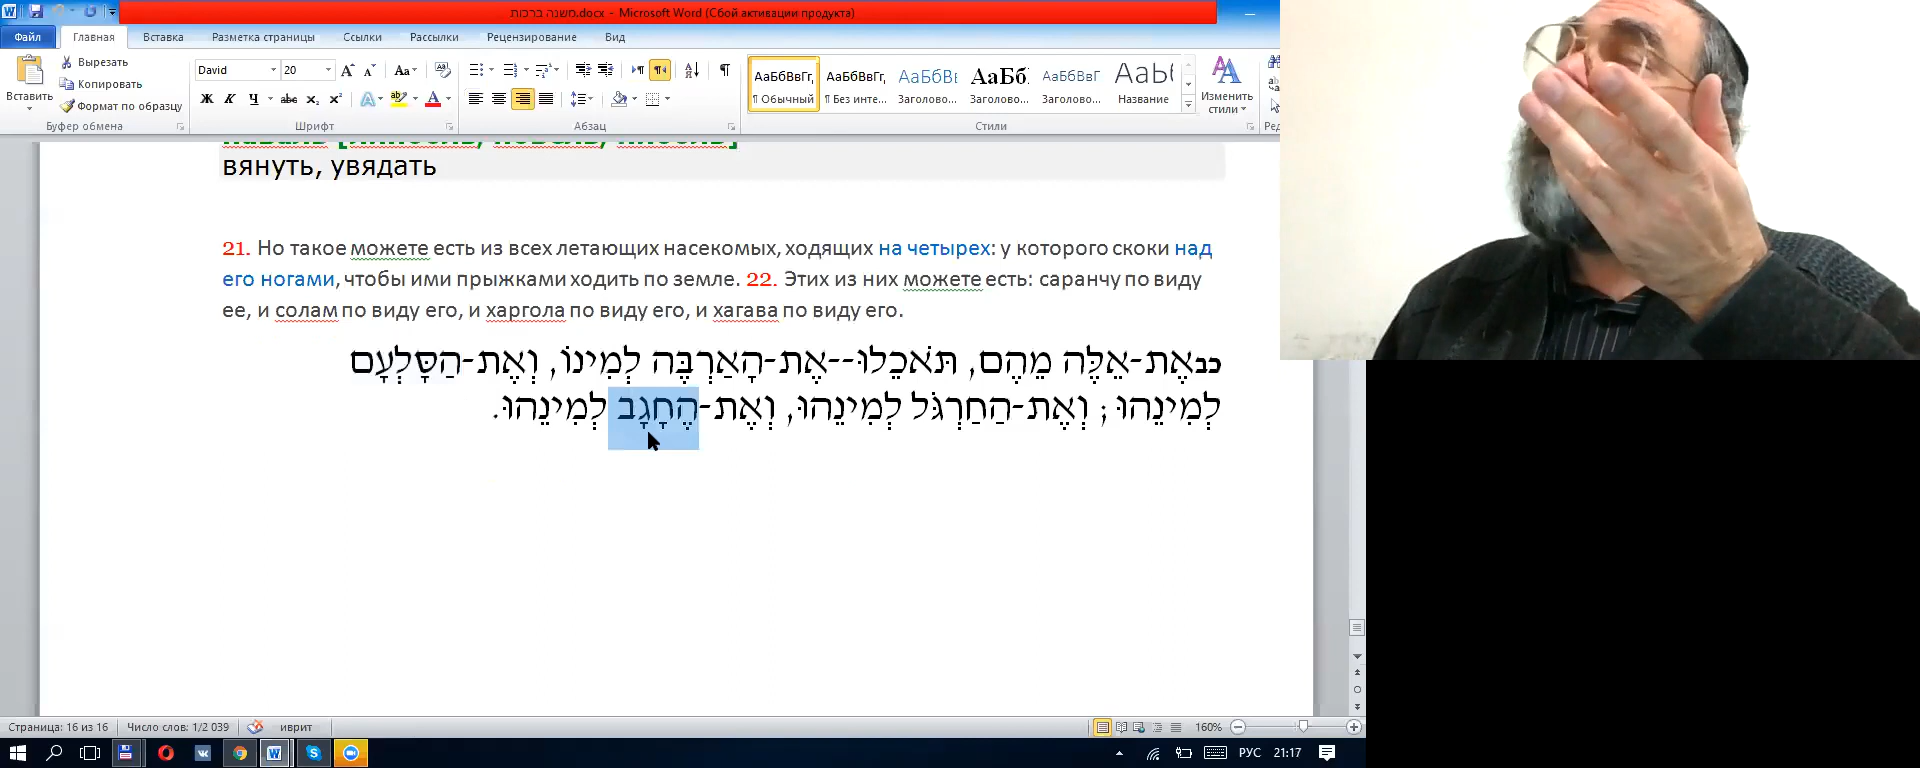 משנה ברכות.docx - Microsoft Word (Сбой активации продукта)
Файл Главная Вставка Разметка страницы Ссылки Рассылки Рецензирование Вид
Вставить
Вырезать
Копировать
Формат по образцу
Буфер обмена
David 20
Шрифт
Абзац
АаБбВвГг, АаБбВвГг, АаБбВв АаБбВ АаБбВвГ АаБ
¶ Обычный ¶ Без инте... Заголово... Заголово... Заголово... Название
Изменить стили
Стили
Ред
вянуть, увядать
21. Но такое можете есть из всех летающих насекомых, ходящих на четырех: у которого скоки над
его ногами, чтобы ими прыжками ходить по земле. 22. Этих из них можете есть: саранчу по виду
ее, и солам по виду его, и харгола по виду его, и хагава по виду его.
כב אֶת-אֵלֶּה מֵהֶם, תֹּאכֵלוּ--אֶת-הָאַרְבֶּה לְמִינוֹ, וְאֶת-הַסָּלְעָם
לְמִינֵהוּ; וְאֶת-הַחַרְגֹּל לְמִינֵהוּ, וְאֶת-הֶחָגָב לְמִינֵהוּ.
Страница: 16 из 16 Число слов: 1/2 039 иврит 160%
РУС 21:17